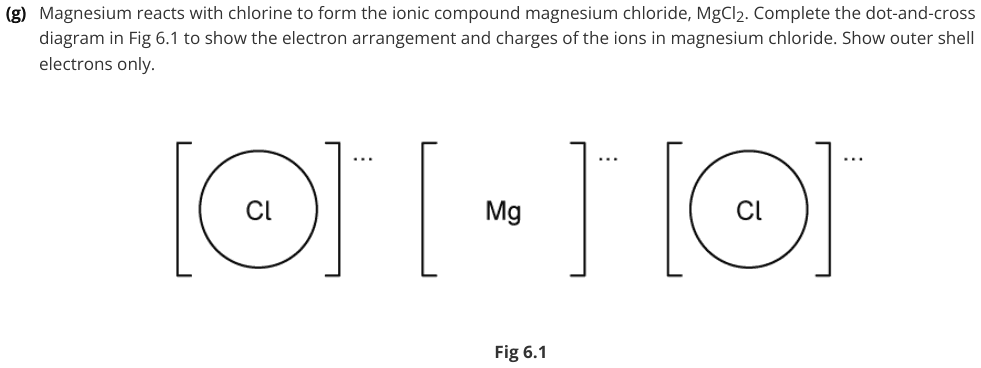 (g) Magnesium reacts with chlorine to form the ionic compound magnesium chloride, MgCl₂. Complete the dot-and-cross
diagram in Fig 6.1 to show the electron arrangement and charges of the ions in magnesium chloride. Show outer shell
electrons only.
[ Cl ]... [ Mg ]... [ Cl ]...
Fig 6.1